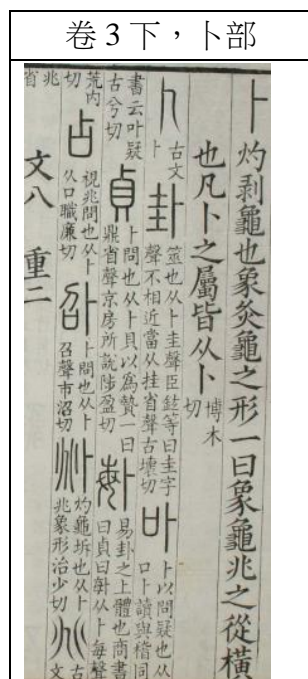 卷3下,卜部
卜 灼剥龜也象灸龜之形一曰象龜兆之從橫
也凡卜之屬皆从卜 博木切
卜 古文卜 卦 筮也从卜圭聲臣鉉等曰圭字聲不相近當从挂省聲古壞切 卟 卜以問疑也从口卜讀與稽同
書云卟疑古兮切 貞 卜問也从卜貝以為贄一曰鼎省聲京房所說陟盈切 𠧩 易卦之上體也商書曰貞曰𠧩从卜每聲
荒内切 占 視兆問也从卜从口職廉切 𠧙 卜問也从卜召聲市沼切 𠧞 灼龜坼也从卜兆象形治少切 兆 古文
兆省
文八 重二